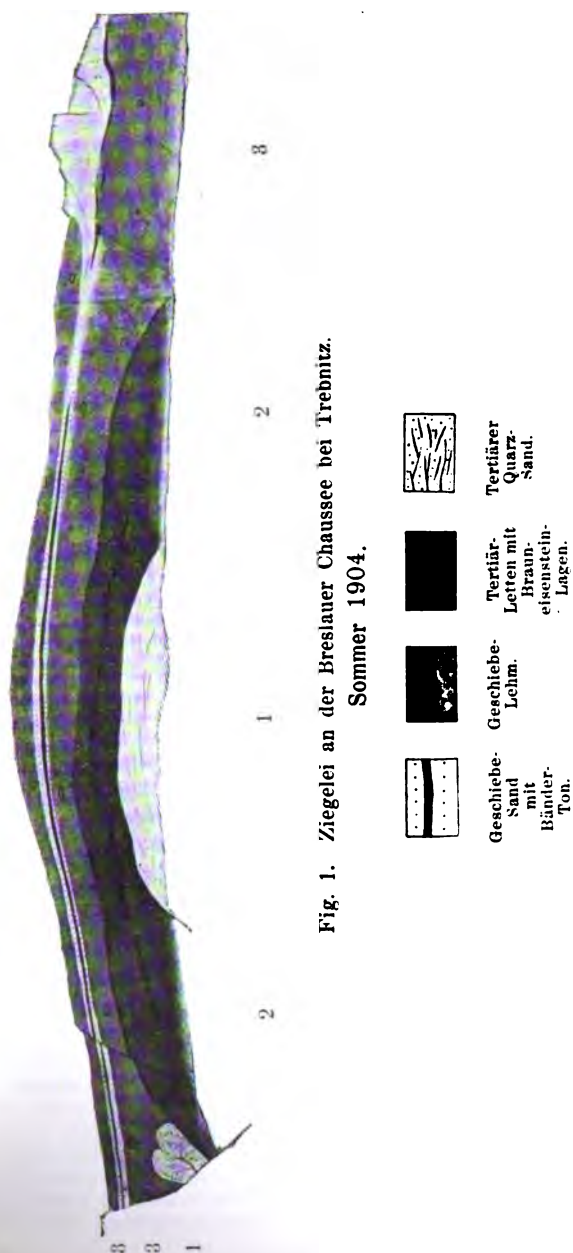 3
3
1
2
1
2
3
Fig. 1. Ziegelei an der Breslauer Chaussee bei Trebnitz.
Sommer 1904.
Geschiebe-
Sand
mit
Bänder-
Ton.
Geschiebe-
Lehm.
Tertiär-
Letten mit
Braun-
eisenstein-
Lagen.
Tertiärer
Quarz-
Sand.